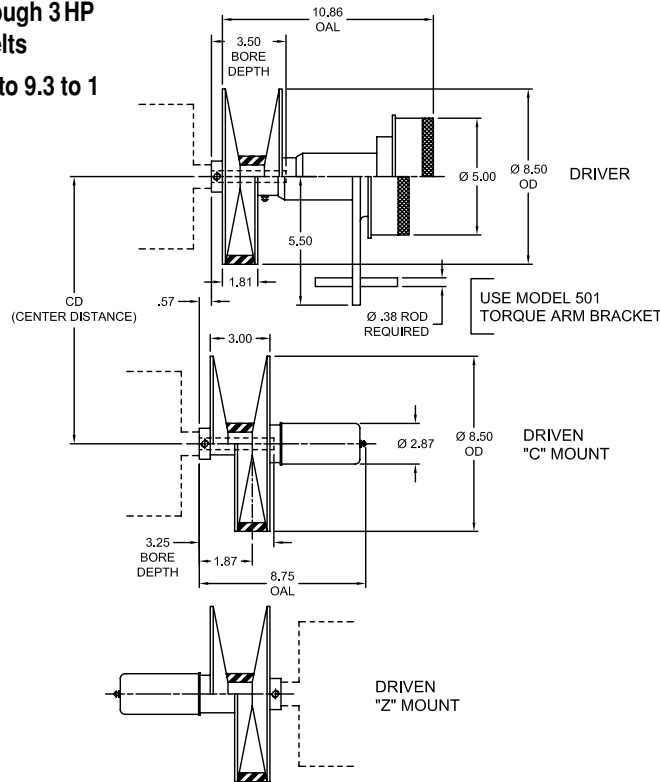 ough 3 HP
elts
to 9.3 to 1
10.86
OAL
3.50
BORE
DEPTH
Ø 5.00
Ø 8.50
OD
DRIVER
5.50
1.81
.57
CD
(CENTER DISTANCE)
Ø .38 ROD
REQUIRED
USE MODEL 501
TORQUE ARM BRACKET
3.00
Ø 2.87
Ø 8.50
OD
DRIVEN
"C" MOUNT
3.25
BORE
DEPTH
1.87
8.75
OAL
DRIVEN
"Z" MOUNT